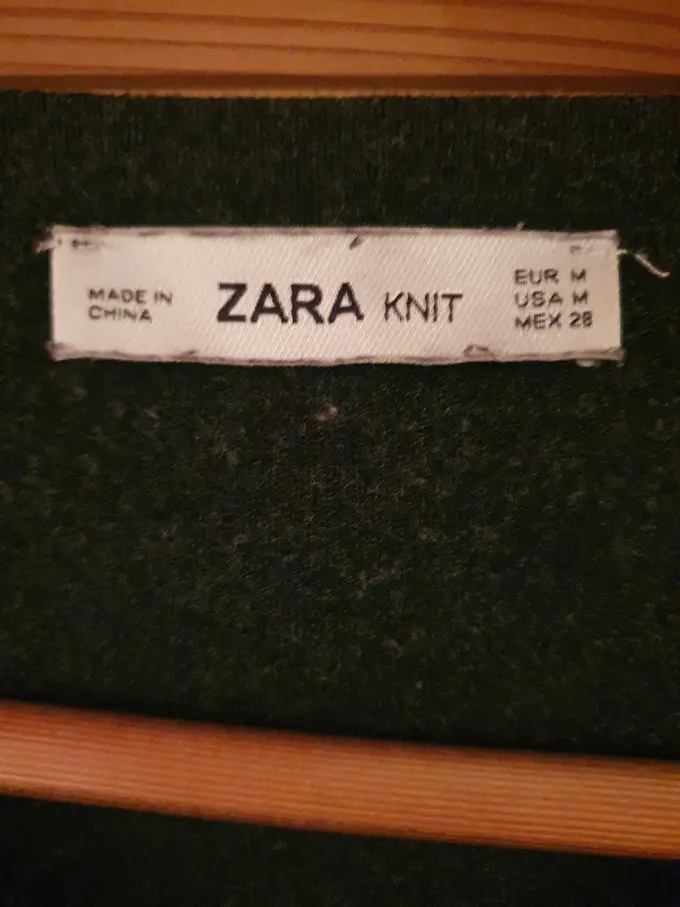 MADE IN
CHINA
ZARA KNIT
EUR M
USA M
MEX 28